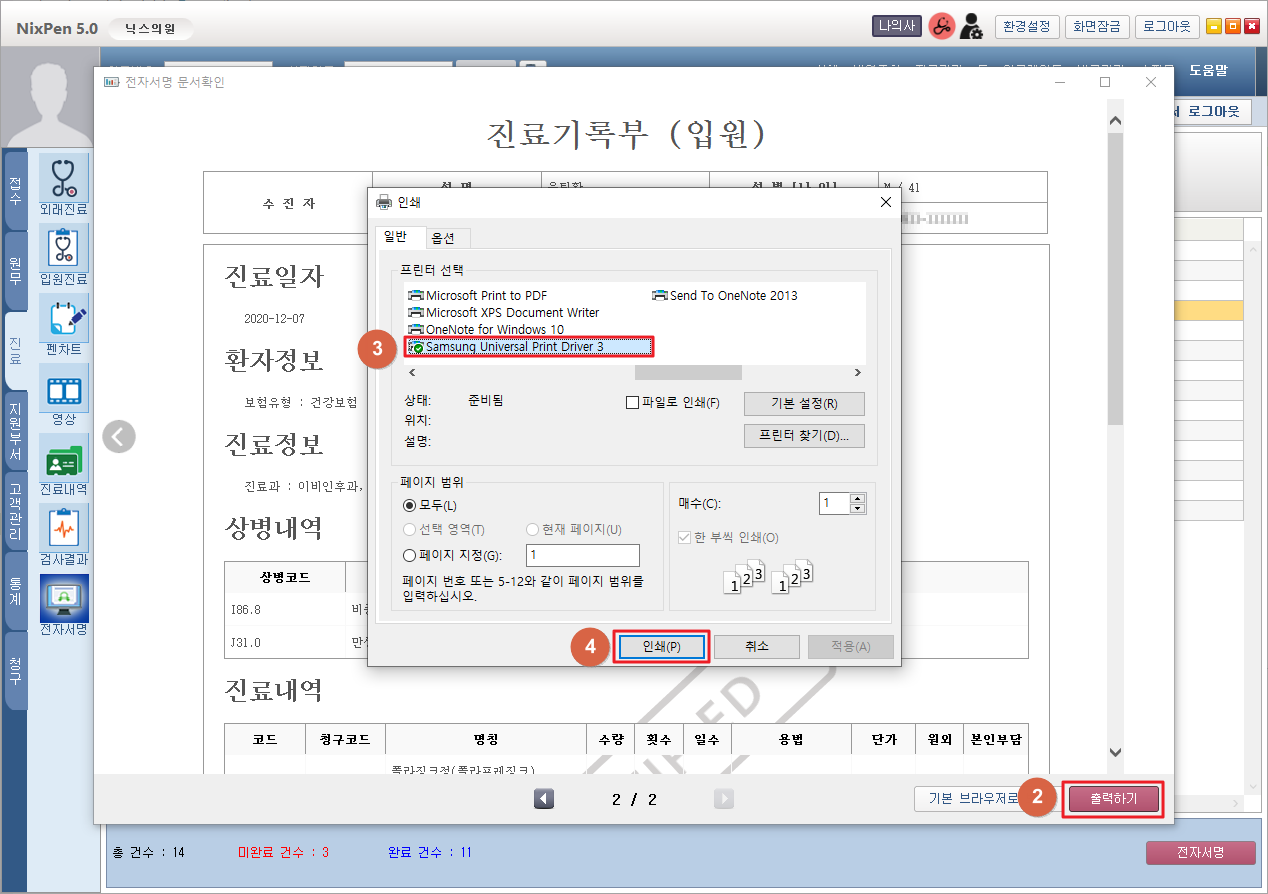 NixPen 5.0
닉스의원
나의사
환경설정
화면잠금
로그아웃
도움말
로그아웃
전자서명 문서확인
접수
원무
진료
지원부서
고객관리
통계
청구
외래진료
입원진료
펜차트
영상
진료내역
검사결과
전자서명
진료기록부 (입원)
수 진 자
/ 41
진료일자
2020-12-07
환자정보
보험유형 : 건강보험
진료정보
진료과 : 이비인후과,
상병내역
상병코드
I86.8
J31.0
진료내역
코드 청구코드 명칭 수량 횟수 일수 용법 단가 원외 본인부담
인쇄
일반 옵션
프린터 선택
Microsoft Print to PDF
Send To OneNote 2013
Microsoft XPS Document Writer
OneNote for Windows 10
3
Samsung Universal Print Driver 3
상태: 준비됨
파일로 인쇄(F)
기본 설정(R)
위치:
설명:
프린터 찾기(D)...
페이지 범위
모두(L)
선택 영역(T)
현재 페이지(U)
페이지 지정(G):
1
페이지 번호 또는 5-12와 같이 페이지 범위를
입력하십시오.
매수(C):
1
한 부씩 인쇄(O)
1 2 3 1 2 3
4
인쇄(P)
취소
적용(A)
2 / 2
기본 브라우저로
2
출력하기
총 건수 : 14
미완료 건수 : 3
완료 건수 : 11
전자서명